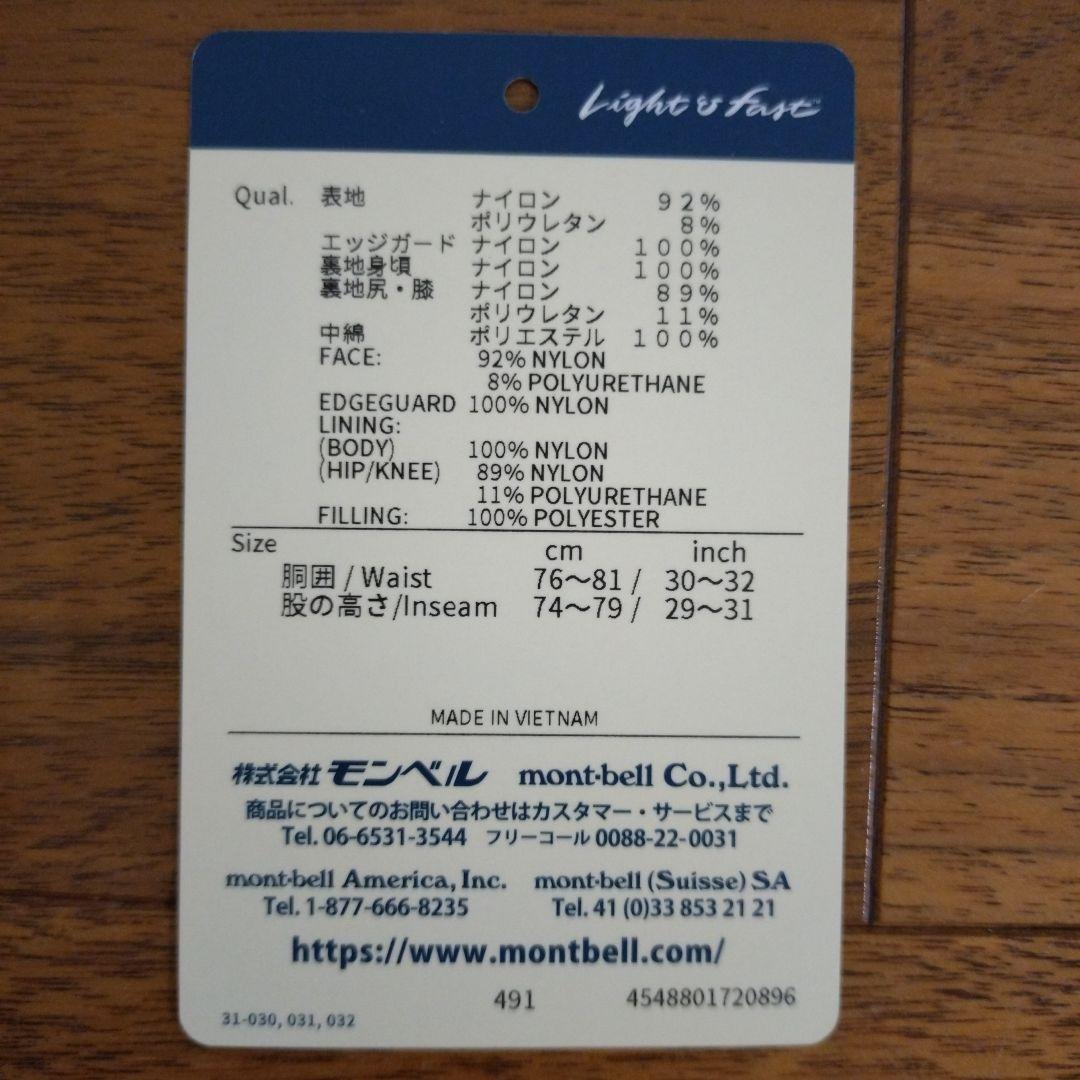 Light & Fast
Qual. 表地 ナイロン 92%
ポリウレタン 8%
エッジガード ナイロン 100%
裏地身頃 ナイロン 100%
裏地尻・膝 ナイロン 89%
ポリウレタン 11%
中綿 ポリエステル 100%
FACE: 92% NYLON
8% POLYURETHANE
EDGEGUARD 100% NYLON
LINING:
(BODY) 100% NYLON
(HIP/KNEE) 89% NYLON
11% POLYURETHANE
FILLING: 100% POLYESTER
Size cm inch
胴囲 / Waist 76〜81 / 30〜32
股の高さ/Inseam 74〜79 / 29〜31
MADE IN VIETNAM
株式会社 モンベル mont-bell Co.,Ltd.
商品についてのお問い合わせはカスタマー・サービスまで
Tel. 06-6531-3544 フリーコール 0088-22-0031
mont-bell America, Inc. mont-bell (Suisse) SA
Tel. 1-877-666-8235 Tel. 41 (0)33 853 21 21
https://www.montbell.com/
491 4548801720896
31-030, 031, 032